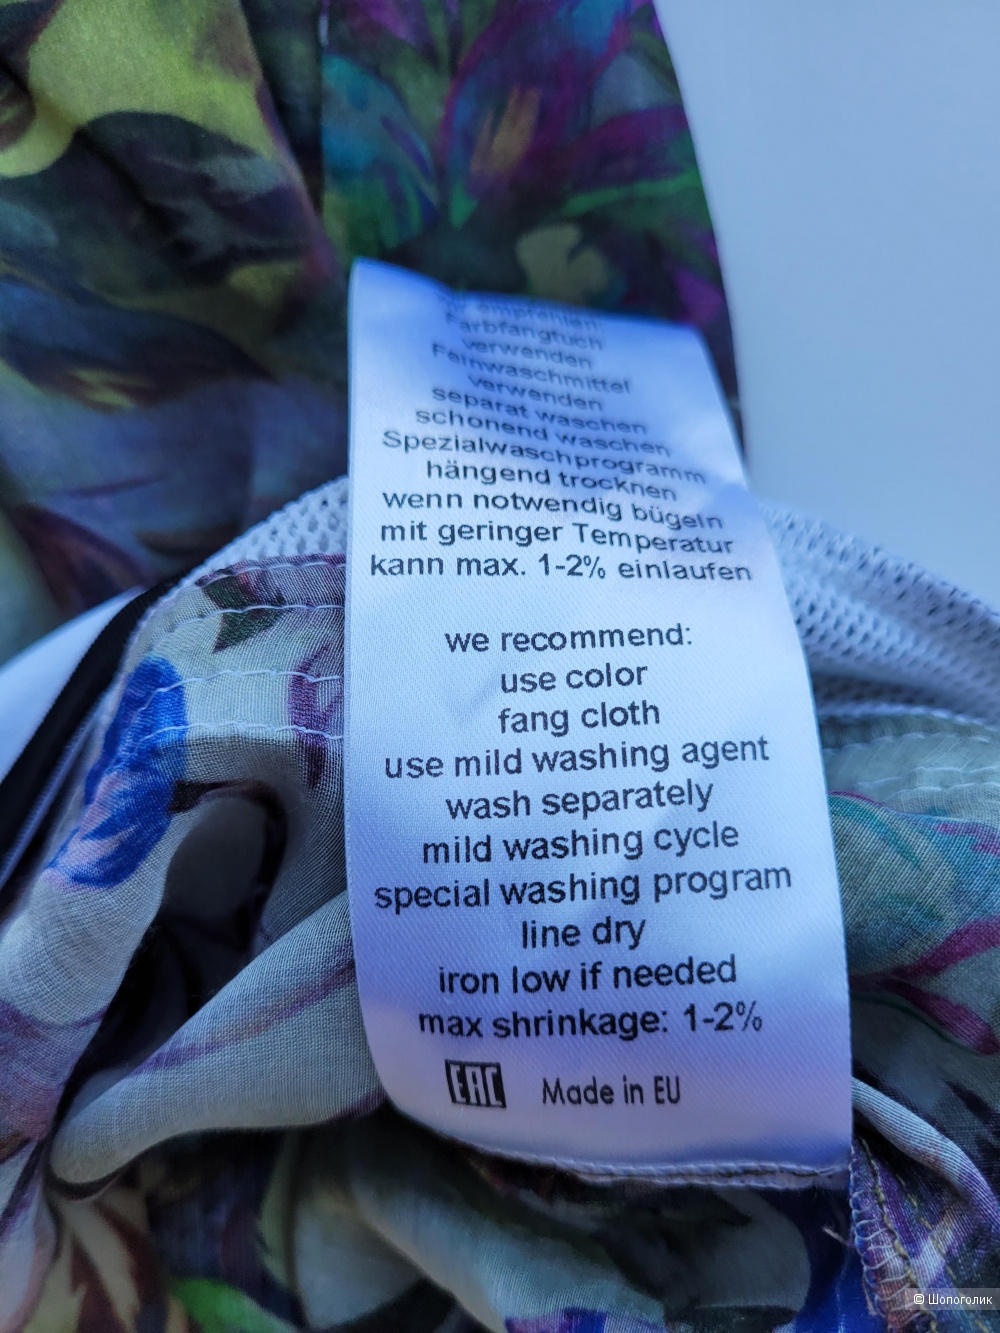 wir empfehlen:
Farbfangtuch
verwenden
Feinwaschmittel
verwenden
separat waschen
schonend waschen
Spezialwaschprogramm
hängend trocknen
wenn notwendig bügeln
mit geringer Temperatur
kann max. 1-2% einlaufen
we recommend:
use color
fang cloth
use mild washing agent
wash separately
mild washing cycle
special washing program
line dry
iron low if needed
max shrinkage: 1-2%
EAC Made in EU
© Шопоголик